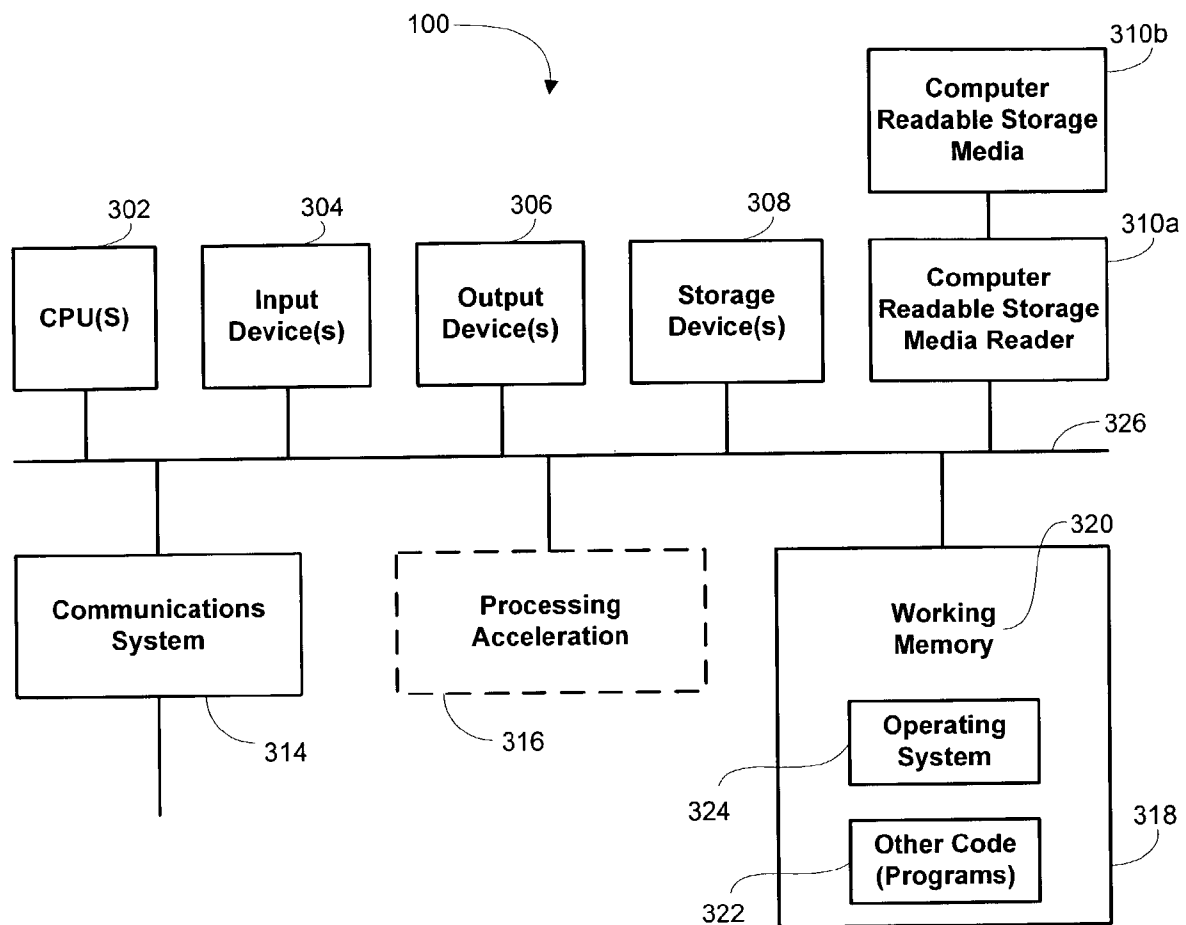 100
310b
Computer
Readable Storage
Media
302
304
306
308
310a
CPU(S)
Input
Device(s)
Output
Device(s)
Storage
Device(s)
Computer
Readable Storage
Media Reader
326
320
Communications
System
Processing
Acceleration
Working
Memory
314
316
Operating
System
324
318
Other Code
(Programs)
322